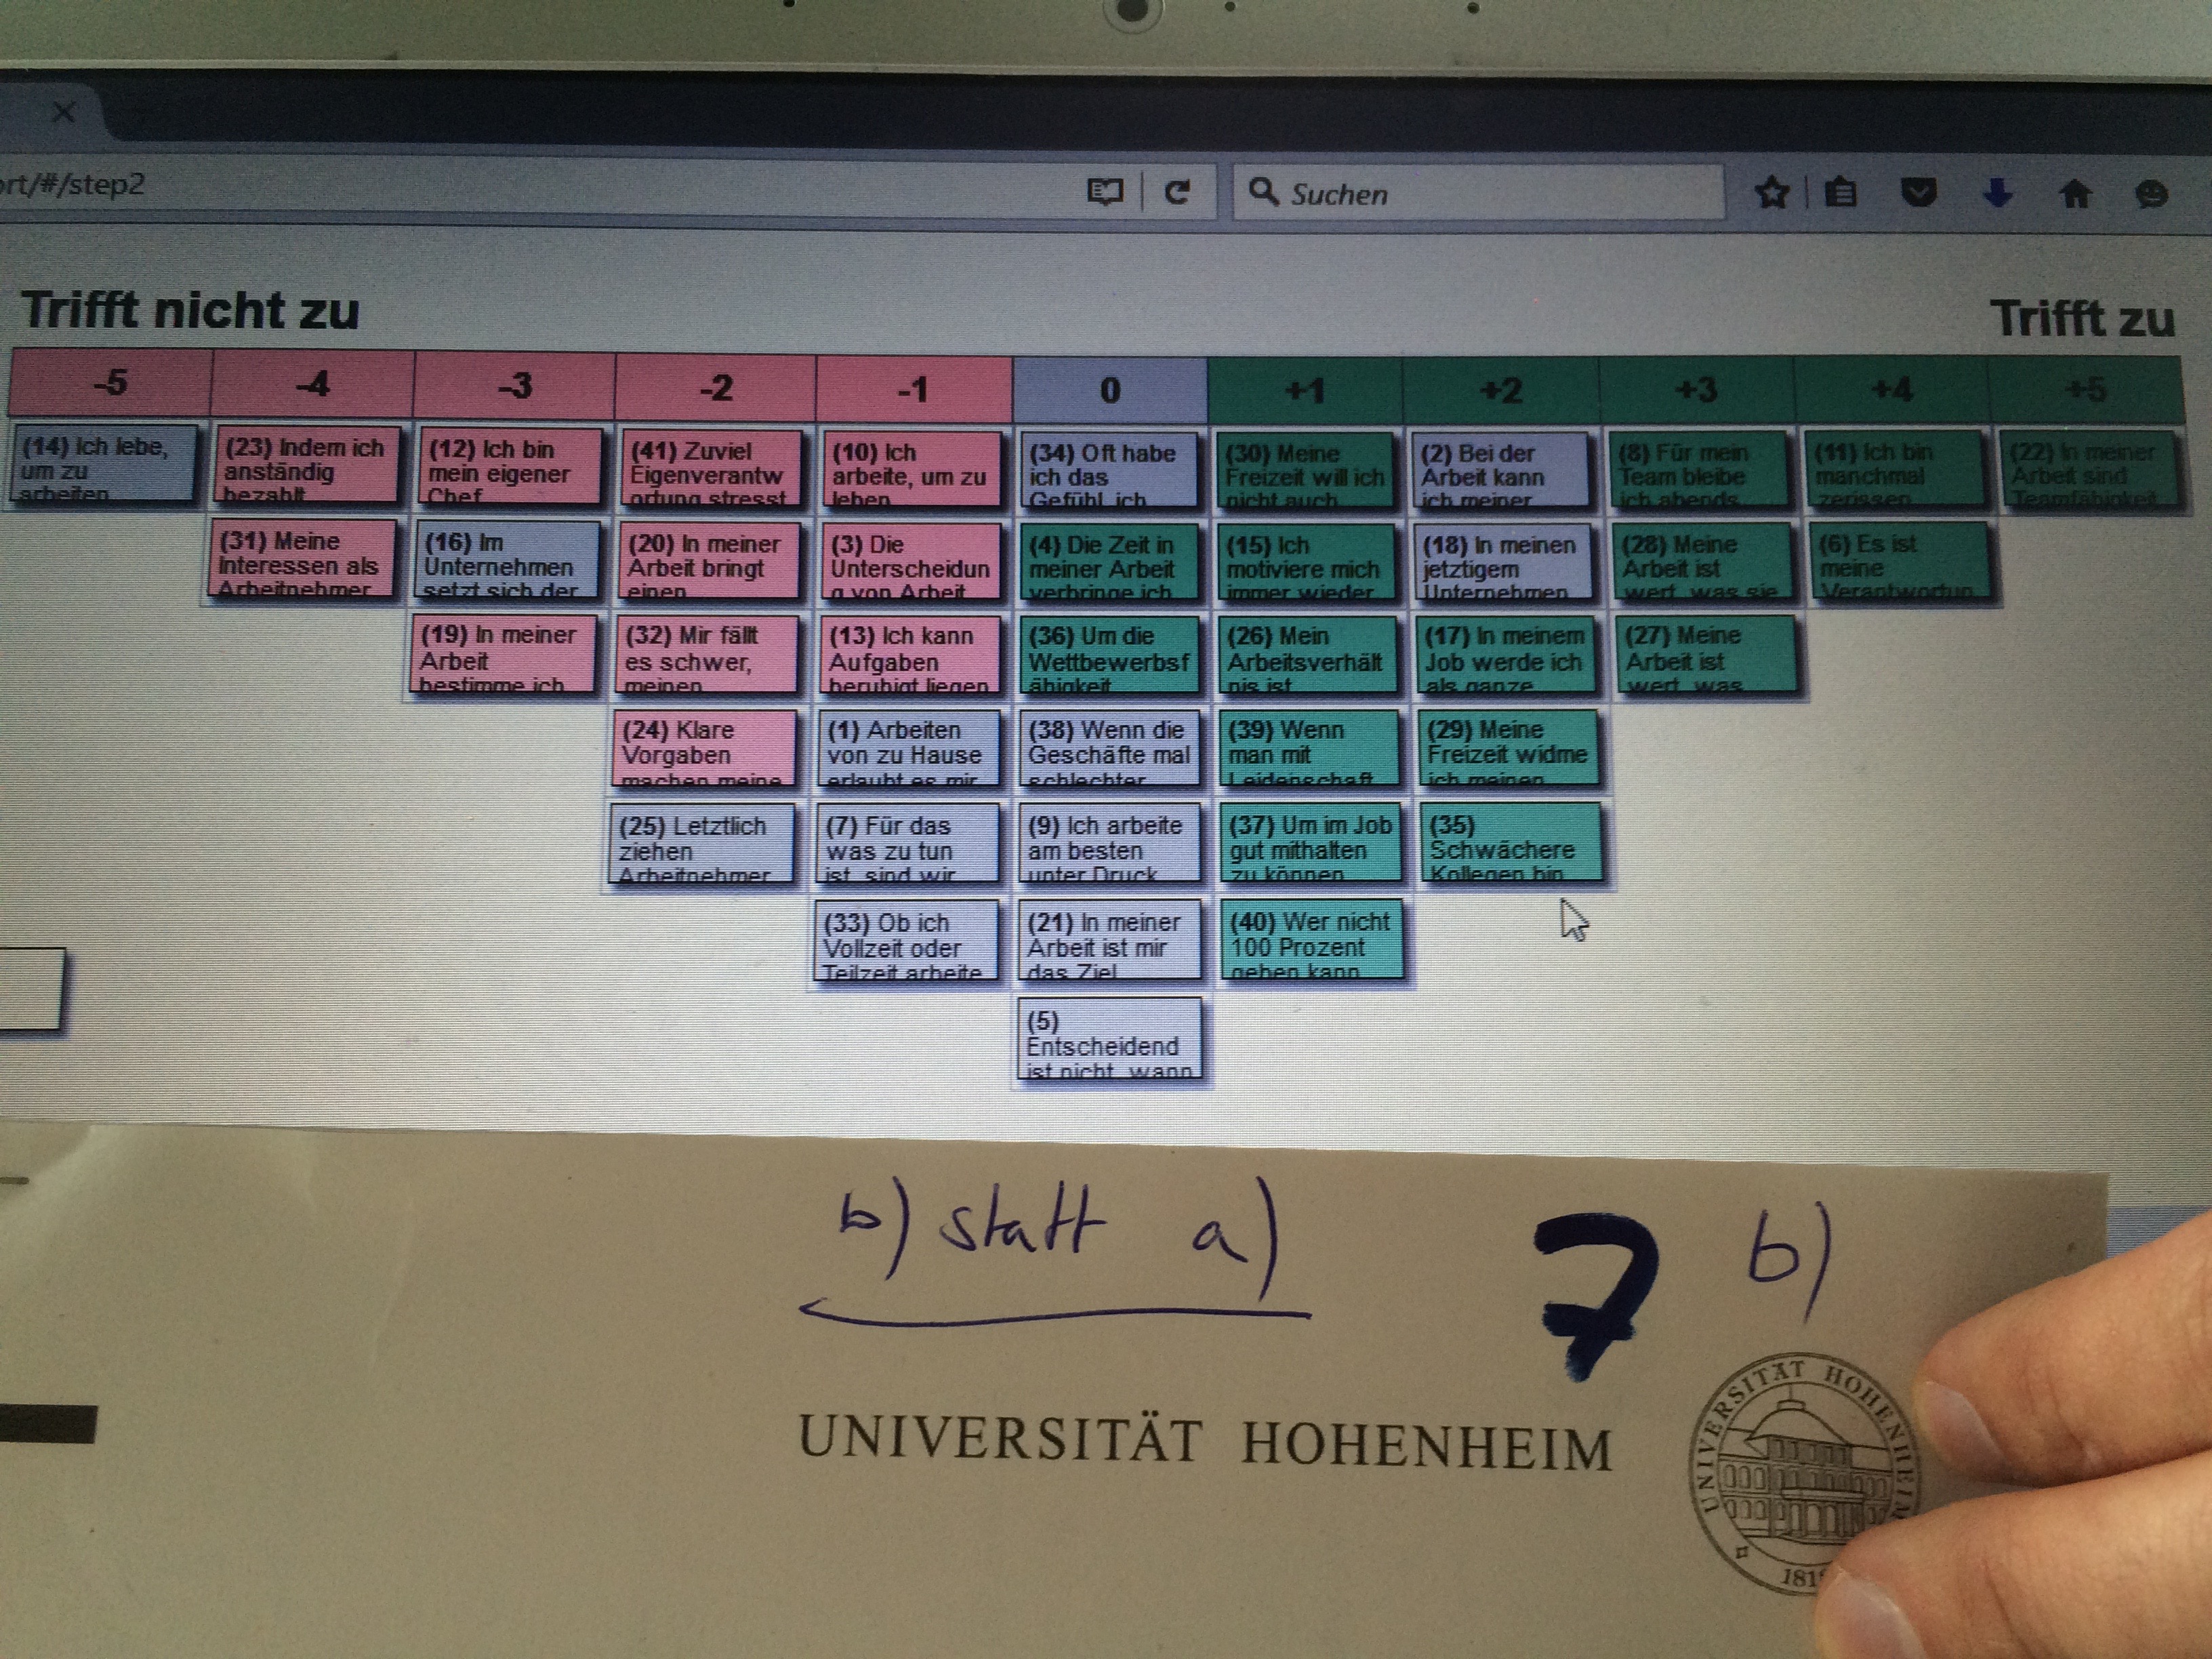 ort/#/step2
Suchen
Trifft nicht zu
Trifft zu
-5 -4 -3 -2 -1 0 +1 +2 +3 +4 +5
(14) Ich lebe,
um zu
arbeiten
(23) Indem ich
anständig
bezahlt
(12) Ich bin
mein eigener
Chef
(41) Zuviel
Eigenverantw
ortung stresst
(10) Ich
arbeite, um zu
leben
(34) Oft habe
ich das
Gefühl ich
(30) Meine
Freizeit will ich
nicht auch
(2) Bei der
Arbeit kann
ich meiner
(8) Für mein
Team bleibe
ich abends
(11) Ich bin
manchmal
zerissen
(22) In meiner
Arbeit sind
Teamfähigkeit
(31) Meine
Interessen als
Arbeitnehmer
(16) Im
Unternehmen
setzt sich der
(20) In meiner
Arbeit bringt
einen
(3) Die
Unterscheidun
g von Arbeit
(4) Die Zeit in
meiner Arbeit
verbringe ich
(15) Ich
motiviere mich
immer wieder
(18) In meinen
jetztigem
Unternehmen
(28) Meine
Arbeit ist
wert, was sie
(6) Es ist
meine
Verantwortun
(19) In meiner
Arbeit
bestimme ich
(32) Mir fällt
es schwer,
meinen
(13) Ich kann
Aufgaben
beruhigt liegen
(36) Um die
Wettbewerbsf
ähigkeit
(26) Mein
Arbeitsverhält
nis ist
(17) In meinem
Job werde ich
als ganze
(27) Meine
Arbeit ist
wert, was
(24) Klare
Vorgaben
machen meine
(1) Arbeiten
von zu Hause
erlaubt es mir
(38) Wenn die
Geschäfte mal
schlechter
(39) Wenn
man mit
Leidenschaft
(29) Meine
Freizeit widme
ich meinen
(25) Letztlich
ziehen
Arbeitnehmer
(7) Für das
was zu tun
ist, sind wir
(9) Ich arbeite
am besten
unter Druck
(37) Um im Job
gut mithalten
zu können
(35)
Schwächere
Kollegen bin
(33) Ob ich
Vollzeit oder
Teilzeit arbeite
(21) In meiner
Arbeit ist mir
das Ziel
(40) Wer nicht
100 Prozent
geben kann
(5)
Entscheidend
ist nicht, wann
b) statt a)
7 b)
UNIVERSITÄT HOHENHEIM
UNIVERSITÄT HOHENHEIM